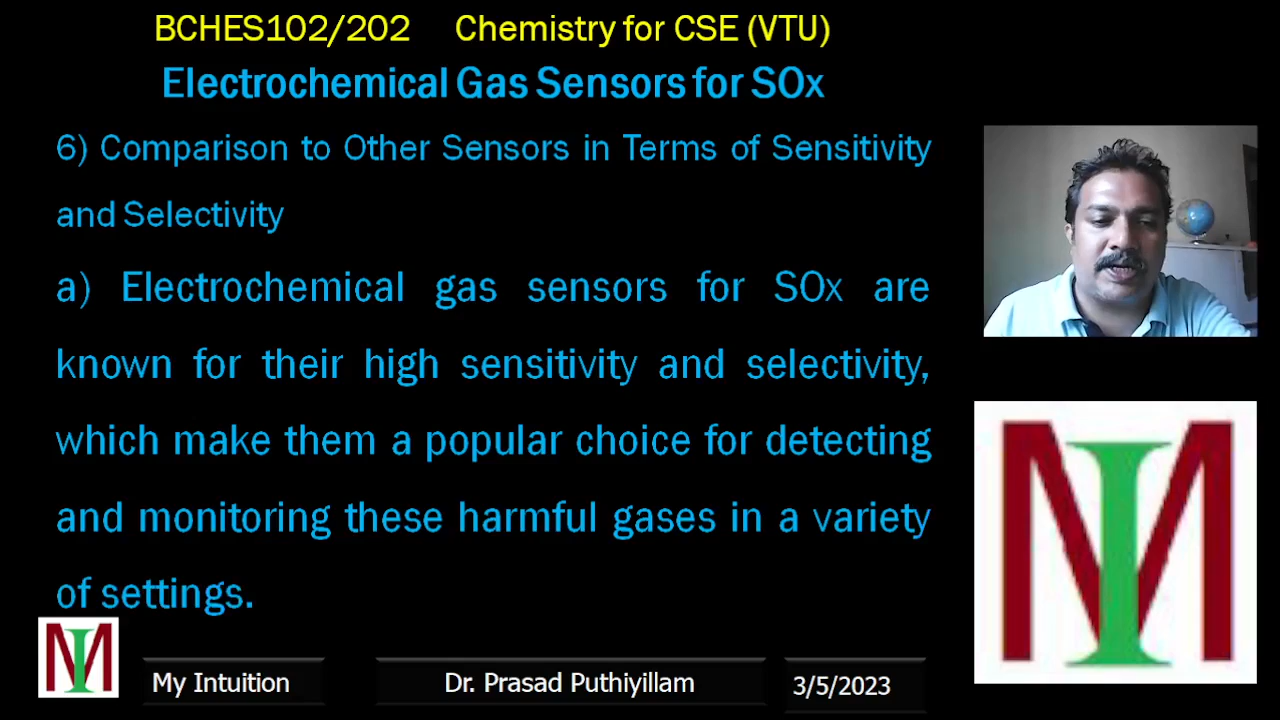 BCHES102/202 Chemistry for CSE (VTU)
Electrochemical Gas Sensors for SOx
6) Comparison to Other Sensors in Terms of Sensitivity
and Selectivity
a) Electrochemical gas sensors for SOx are
known for their high sensitivity and selectivity,
which make them a popular choice for detecting
and monitoring these harmful gases in a variety
of settings.
MI
MI
My Intuition
Dr. Prasad Puthiyillam
3/5/2023